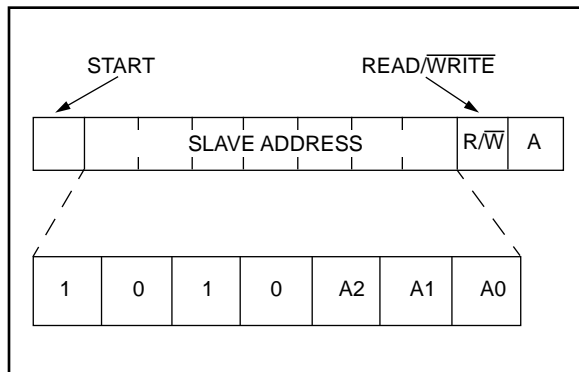 START READ/WRITE
SLAVE ADDRESS R/W A
1 0 1 0 A2 A1 A0